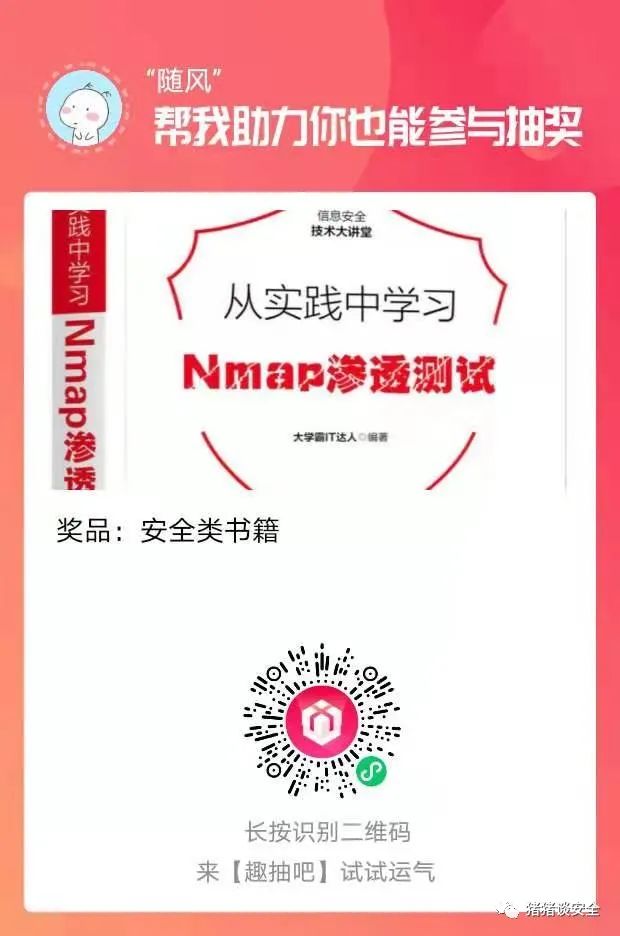 “随风”
帮我助力你也能参与抽奖
实践中学习
Nmap渗透
信息安全
技术大讲堂
从实践中学习
Nmap渗透测试
大学霸IT达人◎编著
奖品：安全类书籍
长按识别二维码
来【趣抽吧】试试运气
猪猪谈安全